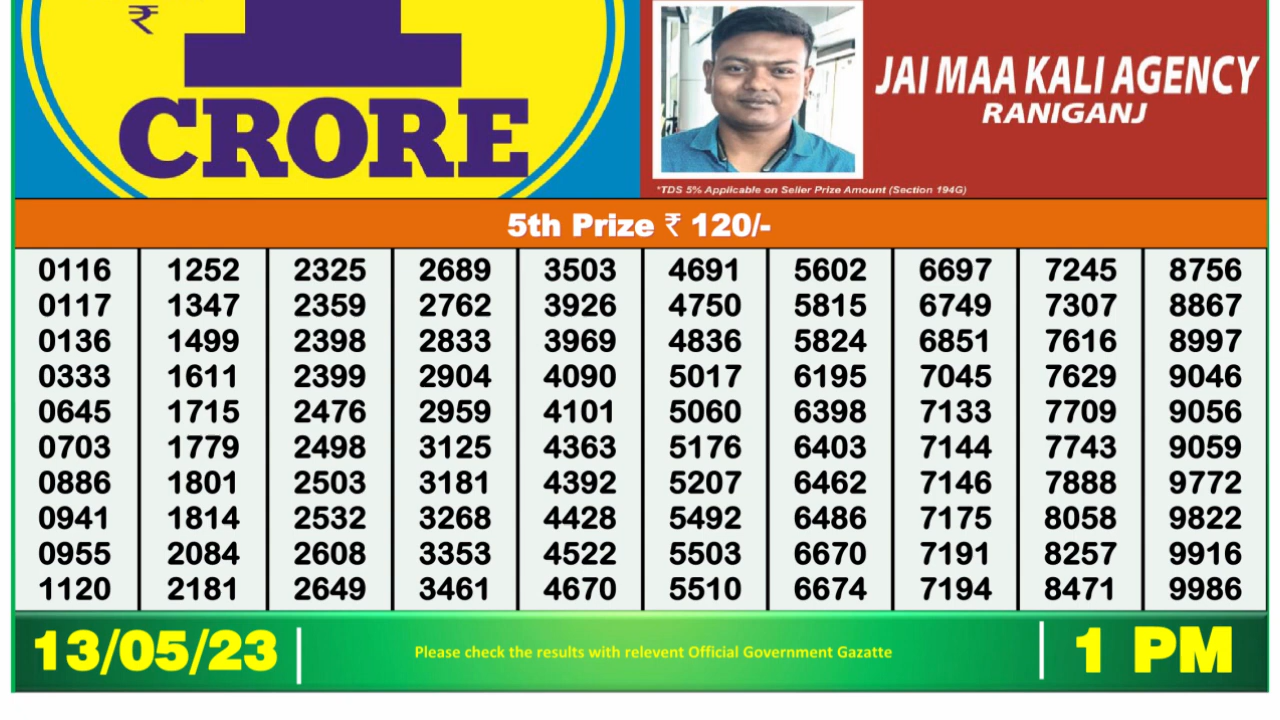 ₹
1
CRORE
JAI MAA KALI AGENCY
RANIGANJ
*TDS 5% Applicable on Seller Prize Amount (Section 194G)
5th Prize ₹ 120/-
0116 1252 2325 2689 3503 4691 5602 6697 7245 8756
0117 1347 2359 2762 3926 4750 5815 6749 7307 8867
0136 1499 2398 2833 3969 4836 5824 6851 7616 8997
0333 1611 2399 2904 4090 5017 6195 7045 7629 9046
0645 1715 2476 2959 4101 5060 6398 7133 7709 9056
0703 1779 2498 3125 4363 5176 6403 7144 7743 9059
0886 1801 2503 3181 4392 5207 6462 7146 7888 9772
0941 1814 2532 3268 4428 5492 6486 7175 8058 9822
0955 2084 2608 3353 4522 5503 6670 7191 8257 9916
1120 2181 2649 3461 4670 5510 6674 7194 8471 9986
13/05/23 Please check the results with relevent Official Government Gazatte 1 PM